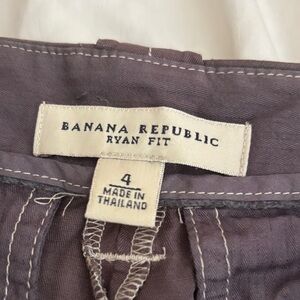 BANANA REPUBLIC
RYAN FIT
4
MADE IN
THAILAND